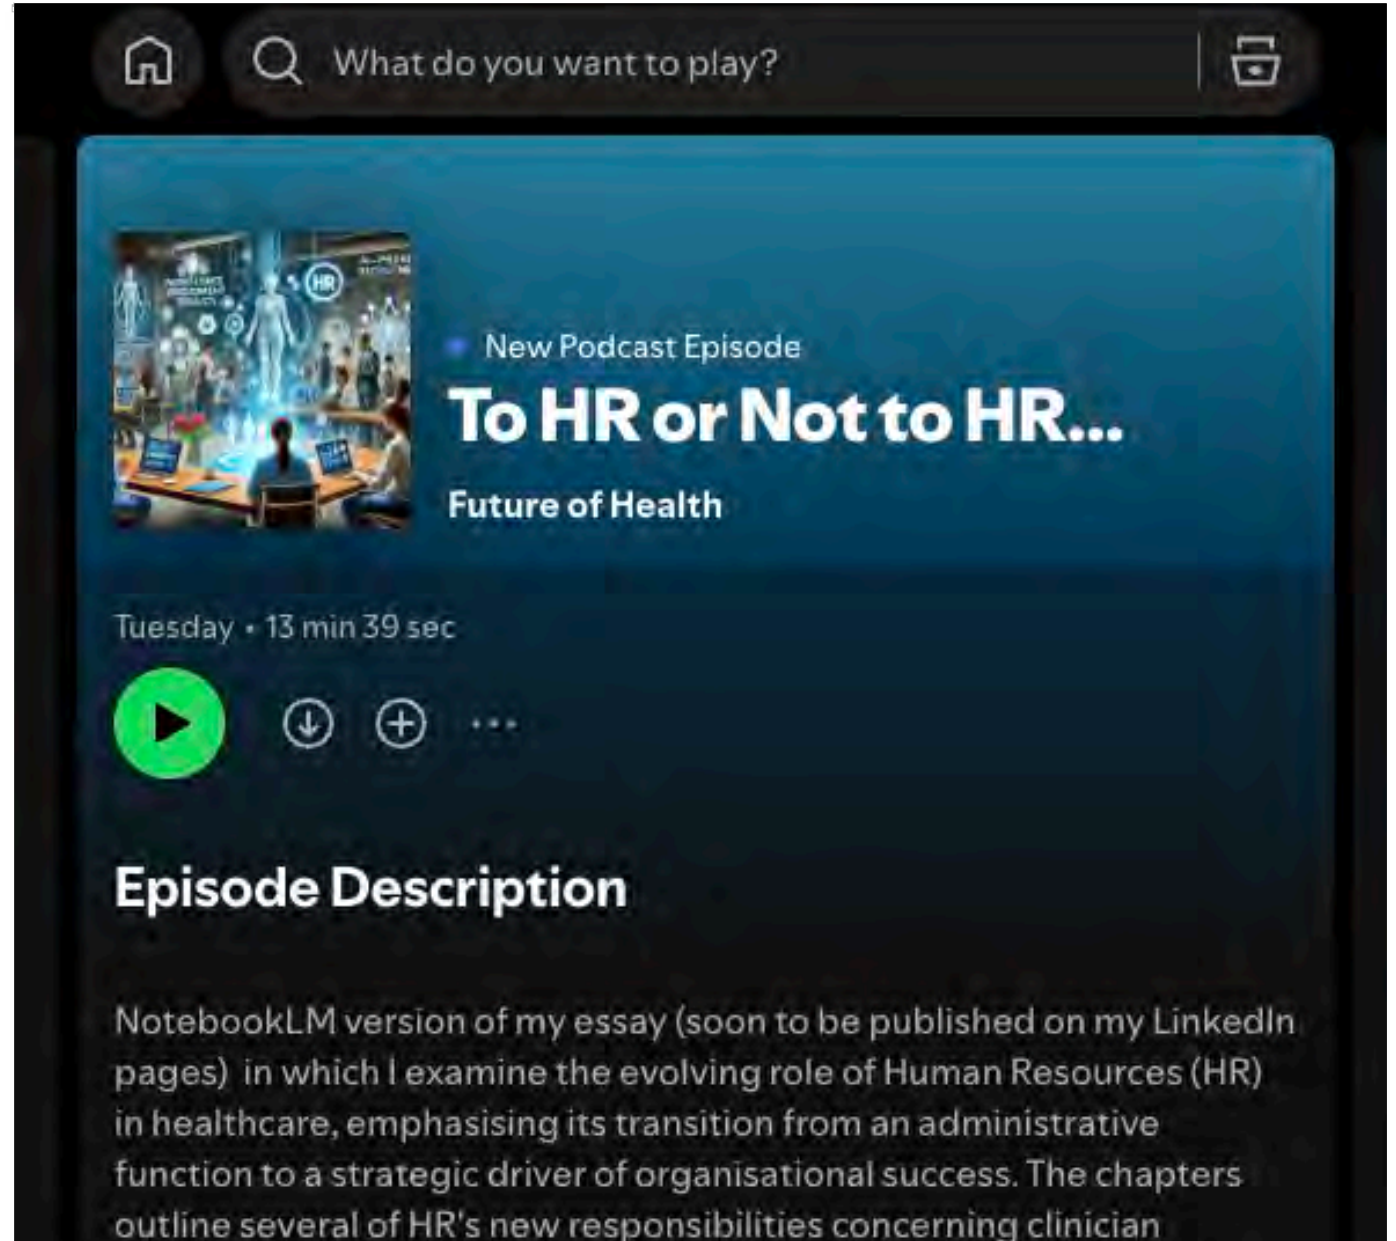 What do you want to play?
HR
New Podcast Episode
To HR or Not to HR...
Future of Health
Tuesday • 13 min 39 sec
Episode Description
NotebookLM version of my essay (soon to be published on my LinkedIn
pages) in which I examine the evolving role of Human Resources (HR)
in healthcare, emphasising its transition from an administrative
function to a strategic driver of organisational success. The chapters
outline several of HR's new responsibilities concerning clinician